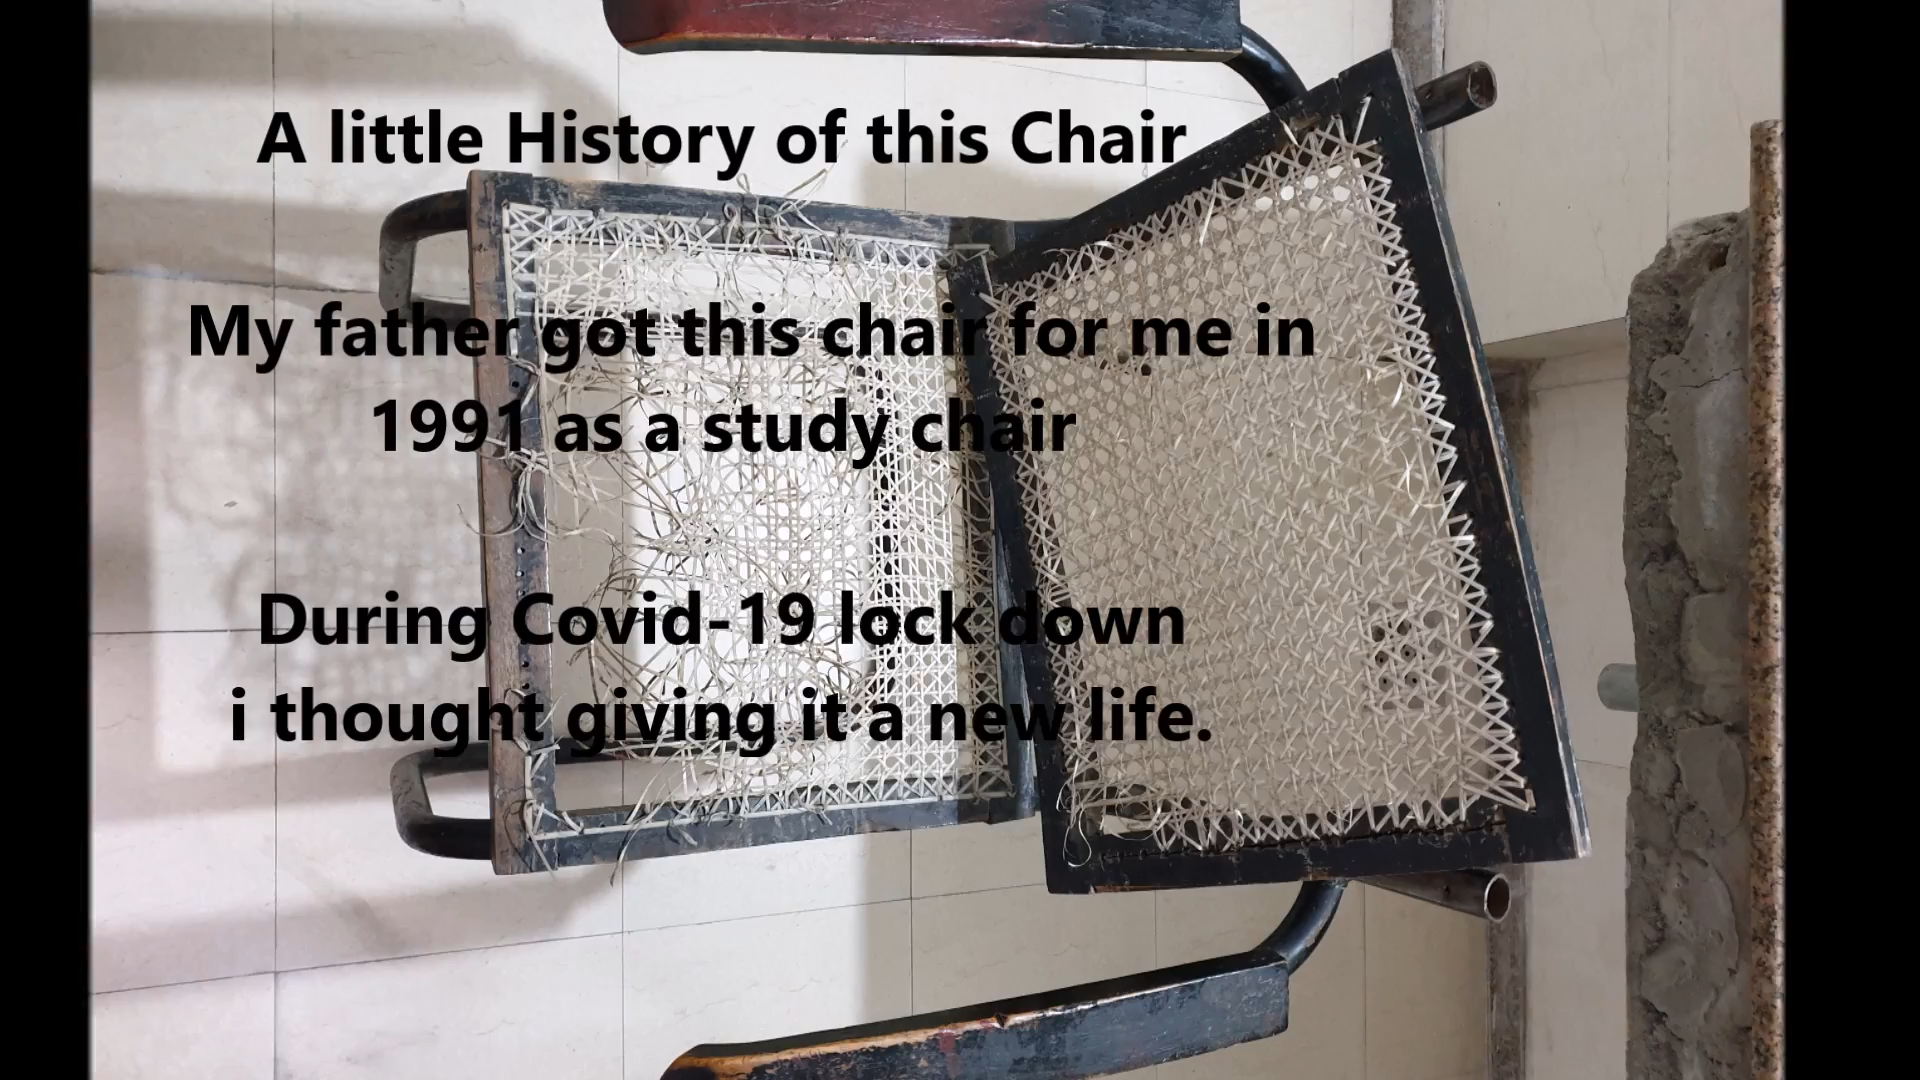 A little History of this Chair
My father got this chair for me in
1991 as a study chair
During Covid-19 lock down
i thought giving it a new life.